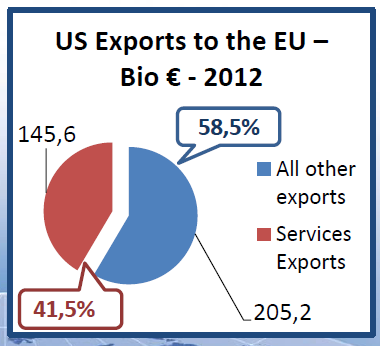 US Exports to the EU –
Bio € - 2012
58,5%
145,6
All other
exports
Services
Exports
41,5%
205,2